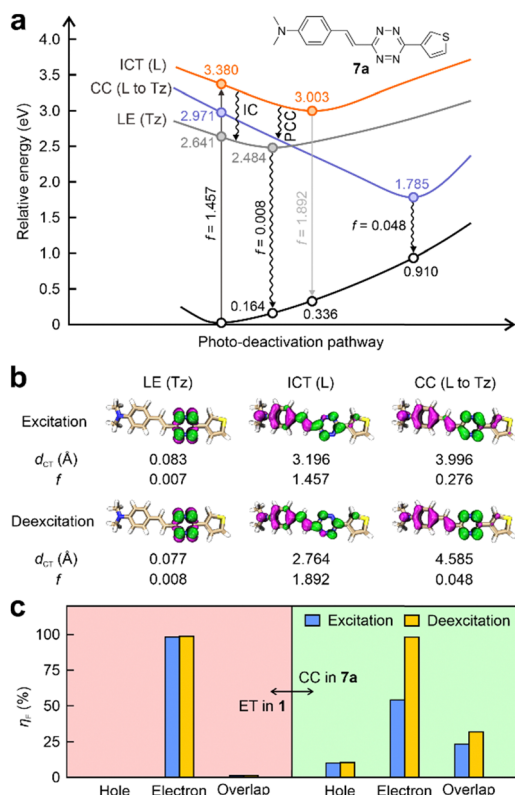 a
N
N=N
N=N
S
7a
4.0
3.5
3.0
2.5
2.0
1.5
1.0
0.5
0
Relative energy (eV)
ICT (L)
CC (L to Tz)
LE (Tz)
3.380
2.971
2.641
IC
PCC
3.003
2.484
1.785
f = 1.457
f = 0.008
f = 1.892
f = 0.048
0.164
0.336
0.910
Photo-deactivation pathway
b
LE (Tz) ICT (L) CC (L to Tz)
Excitation
dCT (Å) 0.083 3.196 3.996
f 0.007 1.457 0.276
Deexcitation
dCT (Å) 0.077 2.764 4.585
f 0.008 1.892 0.048
c
Excitation Deexcitation
100
75
50
25
0
CC in 7a
ET in 1
Hole Electron Overlap Hole Electron Overlap